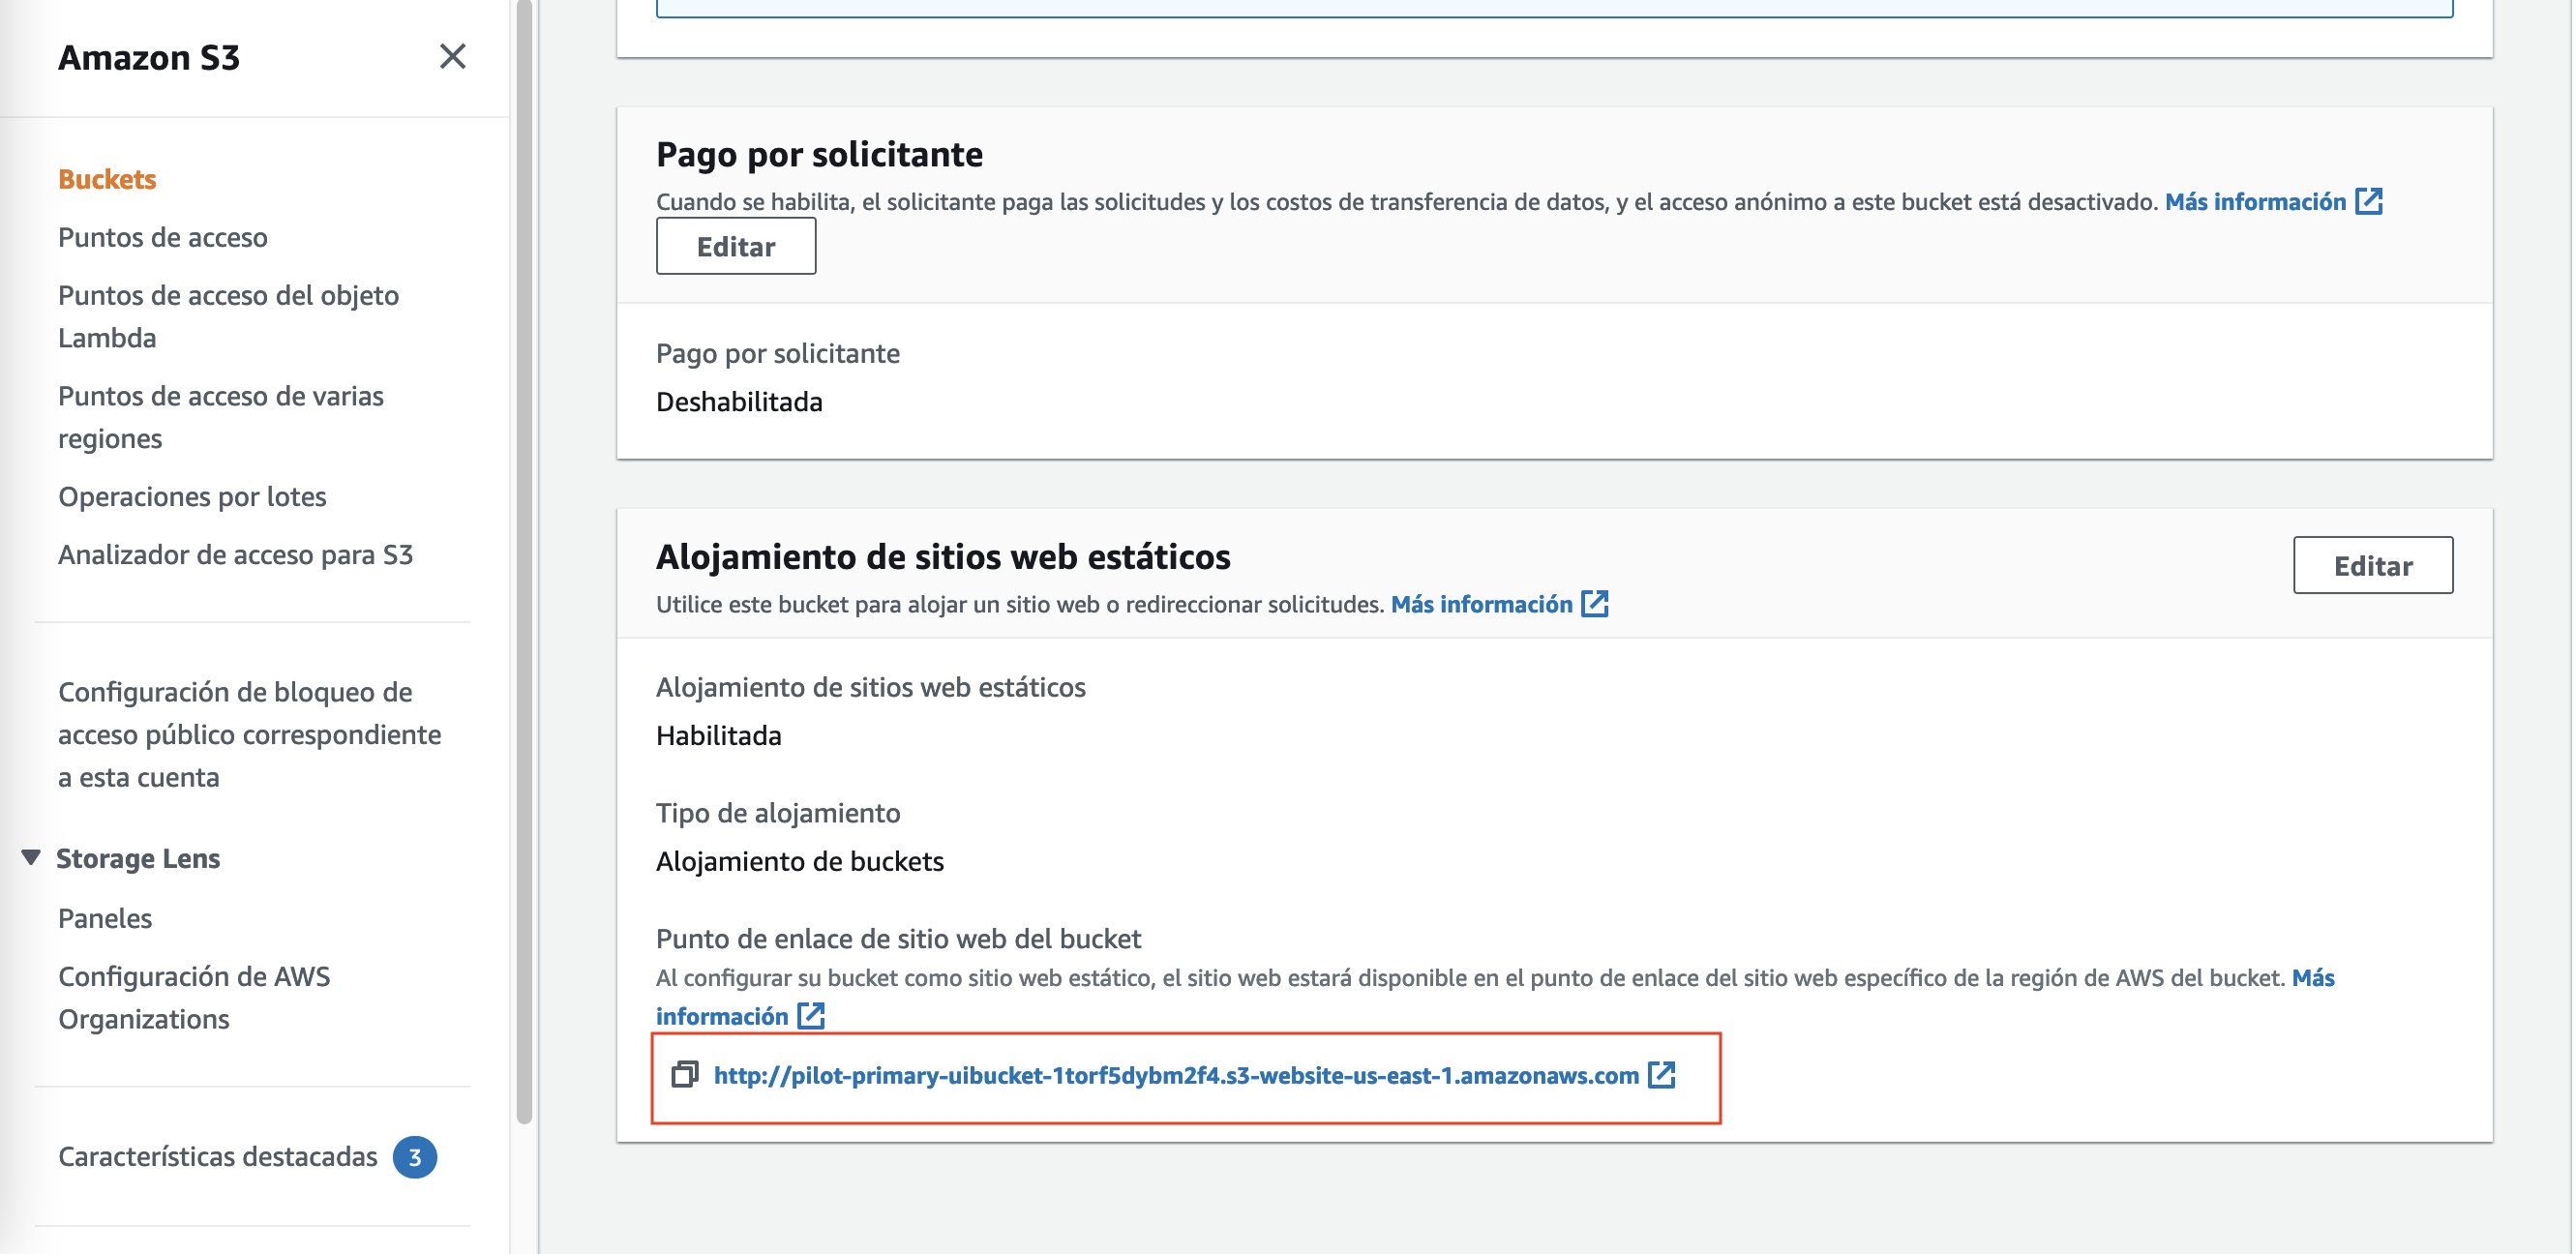 Amazon S3
Buckets
Puntos de acceso
Puntos de acceso del objeto
Lambda
Puntos de acceso de varias
regiones
Operaciones por lotes
Analizador de acceso para S3
Configuración de bloqueo de
acceso público correspondiente
a esta cuenta
Storage Lens
Paneles
Configuración de AWS
Organizations
Características destacadas 3
Pago por solicitante
Cuando se habilita, el solicitante paga las solicitudes y los costos de transferencia de datos, y el acceso anónimo a este bucket está desactivado. Más información
Editar
Pago por solicitante
Deshabilitada
Alojamiento de sitios web estáticos
Editar
Utilice este bucket para alojar un sitio web o redireccionar solicitudes. Más información
Alojamiento de sitios web estáticos
Habilitada
Tipo de alojamiento
Alojamiento de buckets
Punto de enlace de sitio web del bucket
Al configurar su bucket como sitio web estático, el sitio web estará disponible en el punto de enlace del sitio web específico de la región de AWS del bucket. Más
información
http://pilot-primary-uibucket-1torf5dybm2f4.s3-website-us-east-1.amazonaws.com